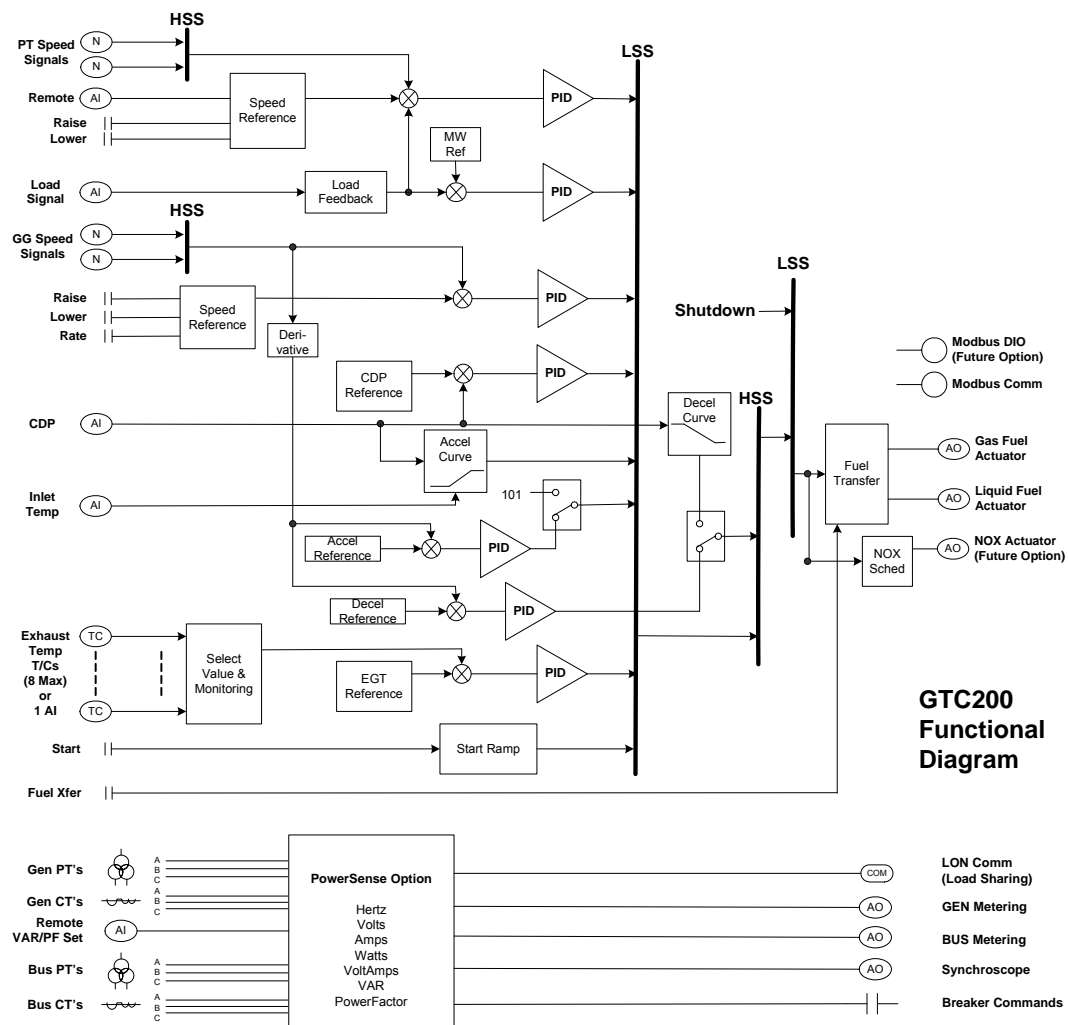 HSS
PT Speed
Signals
N
N
LSS
Remote
AI
Speed
Reference
PID
Raise
Lower
MW
Ref
Load
Signal
AI
Load
Feedback
PID
HSS
GG Speed
Signals
N
N
LSS
Raise
Lower
Rate
Speed
Reference
PID
Shutdown
Deri-
vative
Modbus DIO
(Future Option)
Modbus Comm
CDP
Reference
PID
HSS
CDP
AI
Decel
Curve
Accel
Curve
Fuel
Transfer
AO
Gas Fuel
Actuator
Inlet
Temp
AI
101
AO
Liquid Fuel
Actuator
Accel Reference
PID
NOX
Sched
AO
NOX Actuator
(Future Option)
Decel
Reference
PID
Exhaust
Temp
T/Cs
(8 Max)
or
1 AI
TC
TC
Select
Value &
Monitoring
EGT
Reference
PID
GTC200
Functional
Diagram
Start
Start Ramp
Fuel Xfer
Gen PT's
A
B
C
PowerSense Option
Hertz
Volts
Amps
Watts
VoltAmps
VAR
PowerFactor
COM
LON Comm
(Load Sharing)
Gen CT's
A
B
C
AO
GEN Metering
Remote
VAR/PF Set
AI
AO
BUS Metering
Bus PT's
A
B
C
AO
Synchroscope
Bus CT's
A
B
C
Breaker Commands